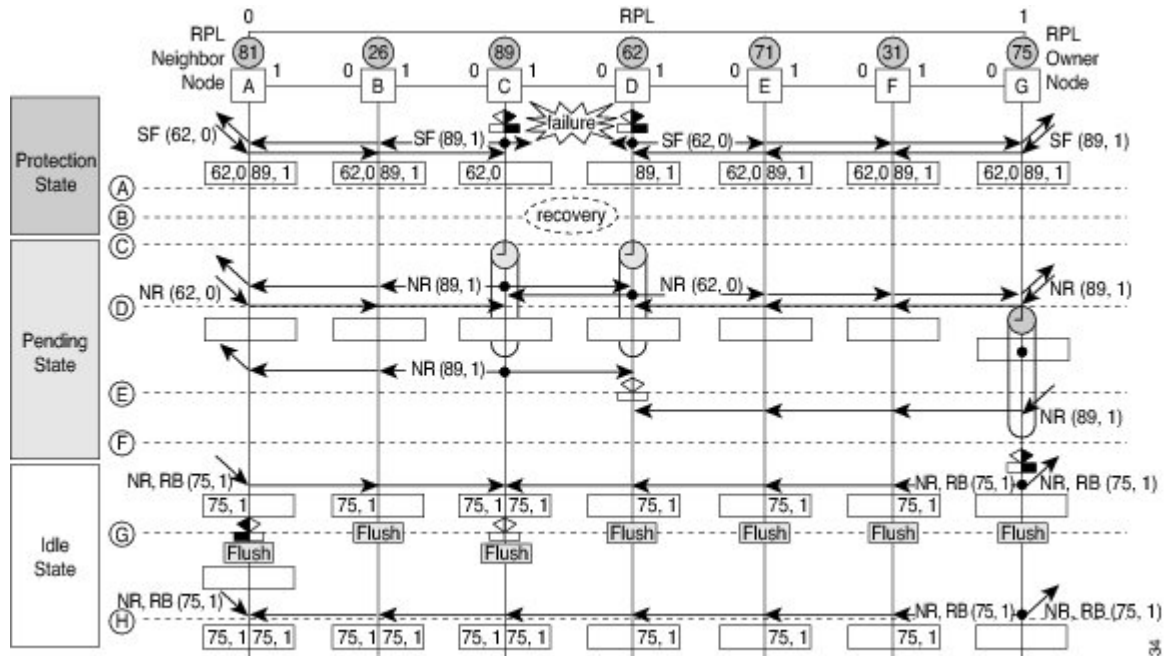 0 RPL 1
RPL Neighbor Node
81 26 89 62 71 31 75
RPL Owner Node
A 1 0 B 1 0 C 1 0 D 1 0 E 1 0 F 1 0 G
Protection State
failure
SF (62, 0) SF (89, 1) SF (62, 0) SF (89, 1)
62,0 89, 1 62,0 89, 1 62,0 89, 1 62,0 89, 1 62,0 89, 1 62,0 89, 1
A
B recovery
Pending State
C
NR (62, 0) NR (89, 1) NR (62, 0) NR (89, 1)
D
NR (89, 1)
E
NR (89, 1)
F
Idle State
NR, RB (75, 1) NR, RB (75, 1) NR, RB (75, 1)
75, 1 75, 1 75, 1 75, 1 75, 1 75, 1 75, 1
G Flush Flush Flush Flush Flush Flush Flush
NR, RB (75, 1) NR, RB (75, 1) NR, RB (75, 1)
H
75, 1 75, 1 75, 1 75, 1 75, 1 75, 1 75, 1 75, 1 75, 1
34